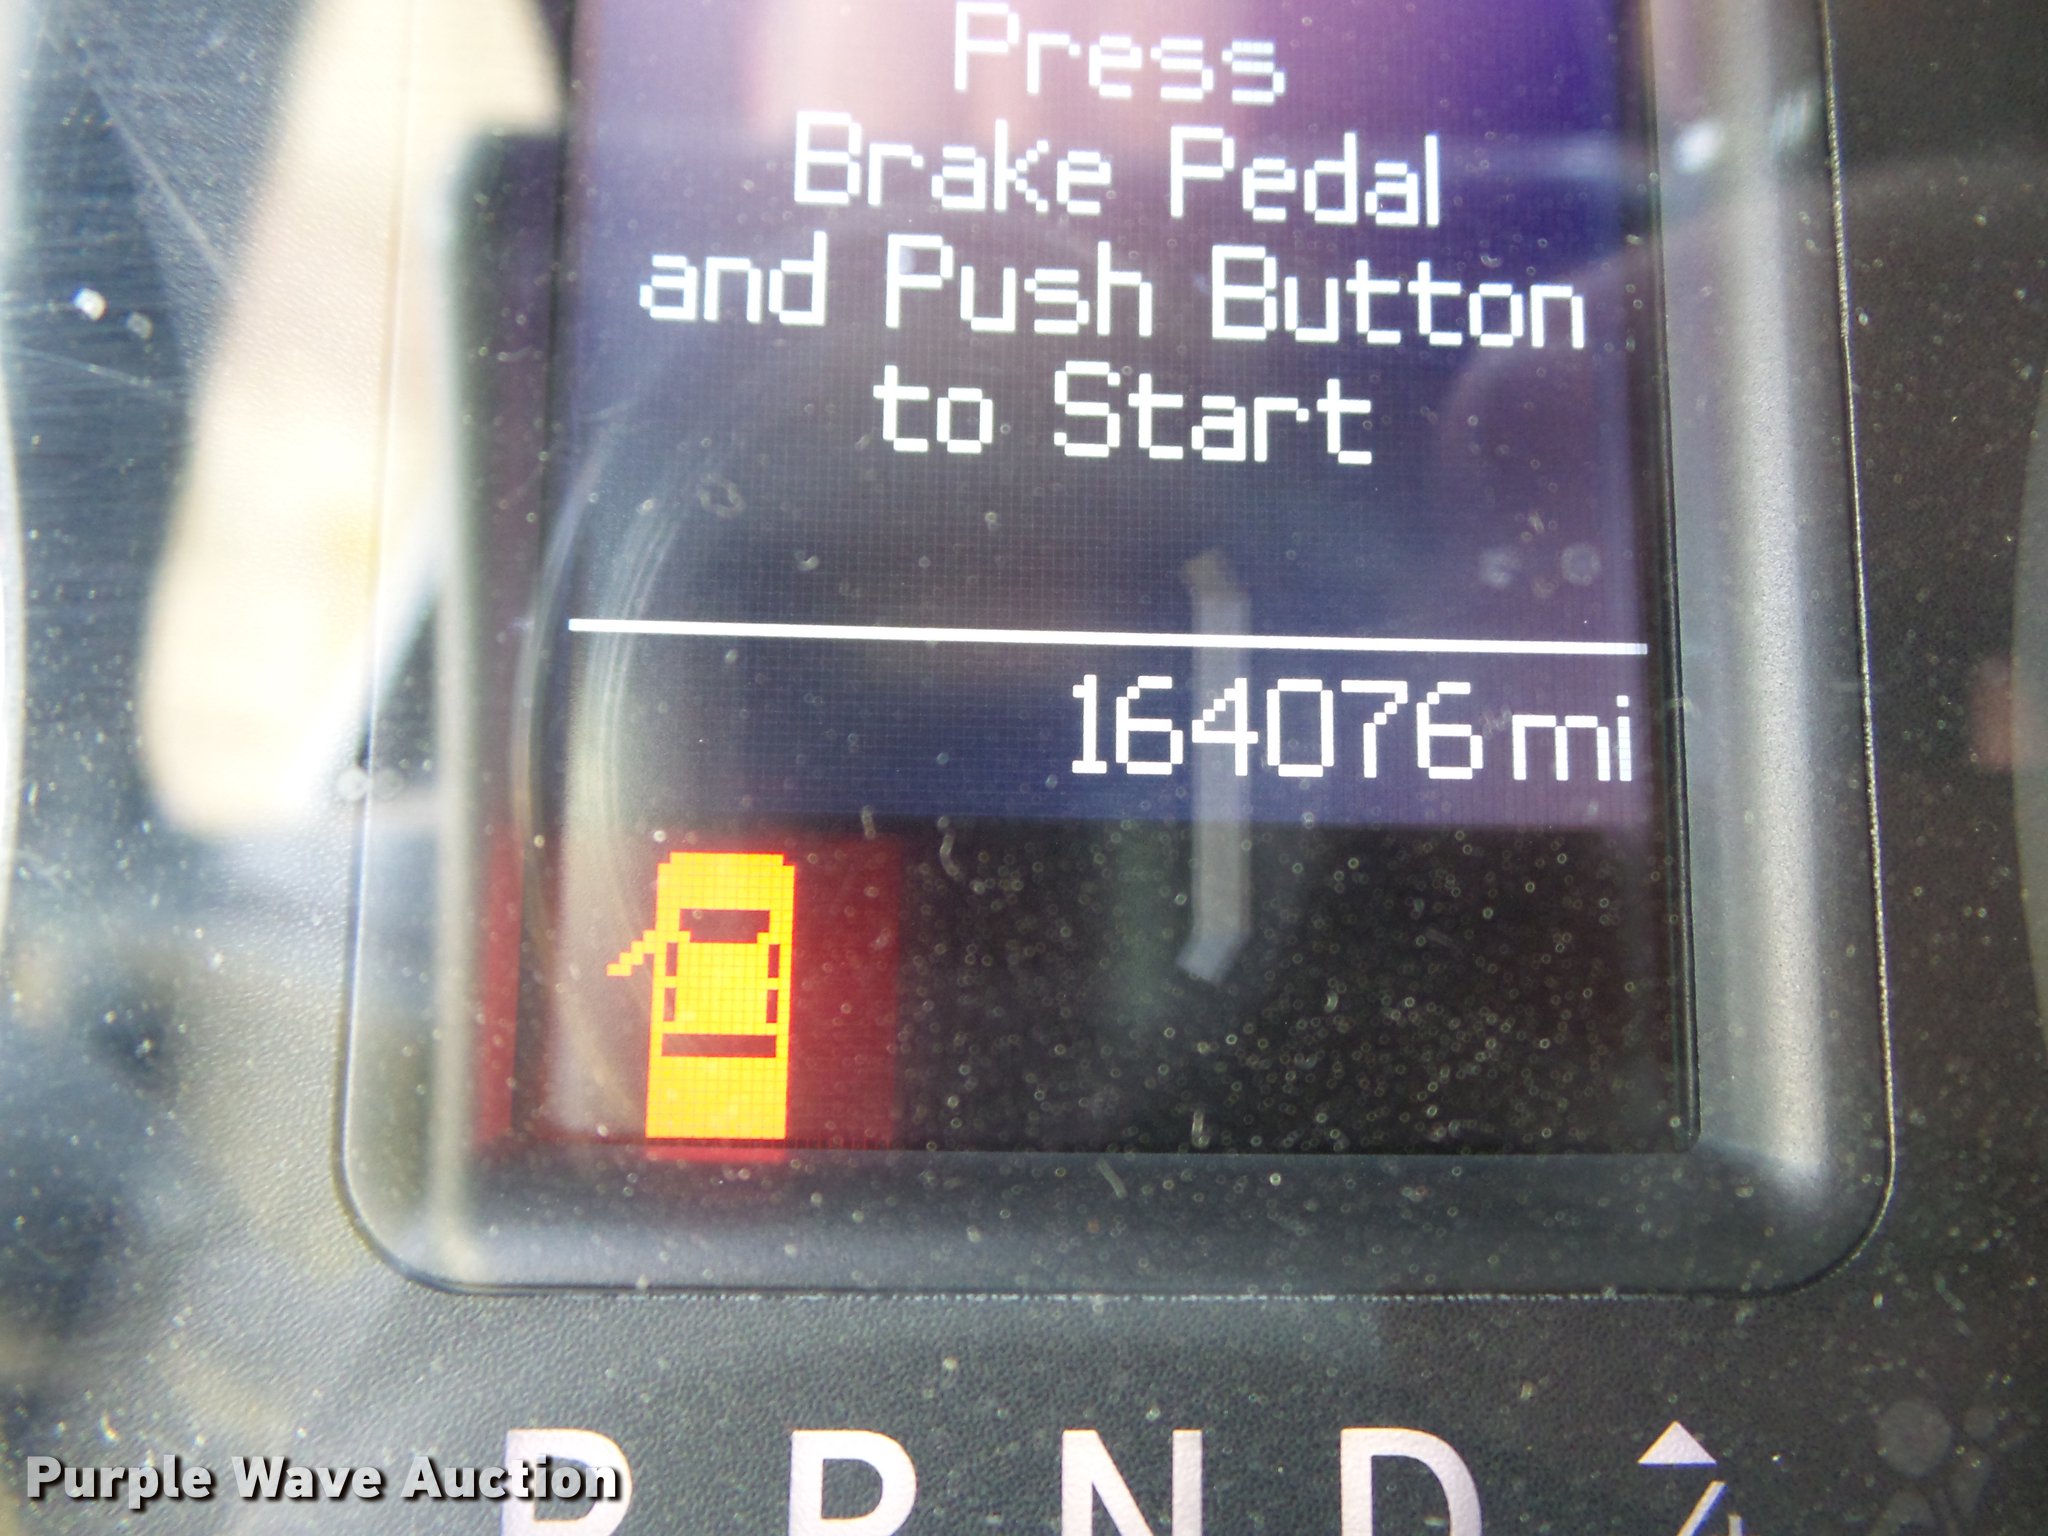 Press
Brake Pedal
and Push Button
to Start
164076 mi
P R N D
Purple Wave Auction